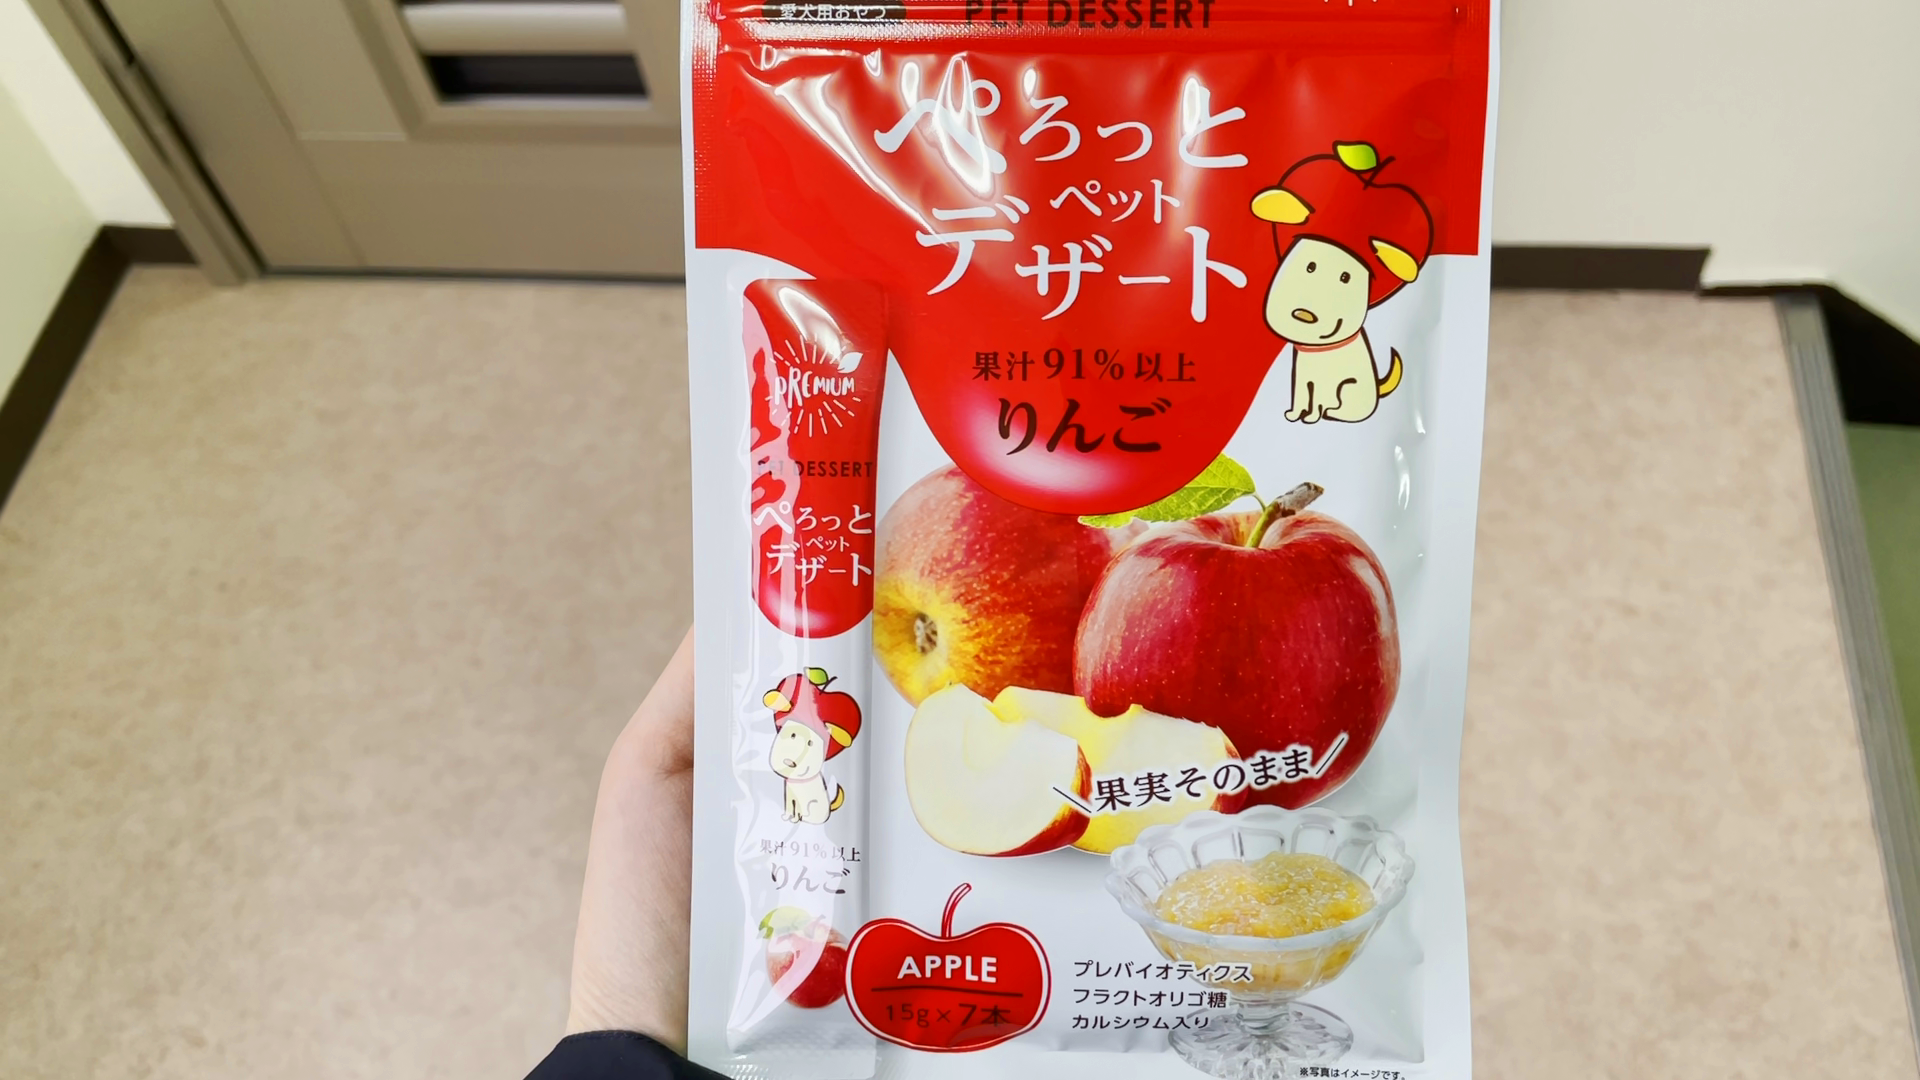 愛犬用おやつ
PET DESSERT
ぺろっと
ペット
デザート
果汁91%以上
りんご
PREMIUM
PET DESSERT
ぺろっと
ペット
デザート
果汁91%以上
りんご
果実そのまま
APPLE
15g×7本
プレバイオティクス
フラクトオリゴ糖
カルシウム入り
※写真はイメージです。